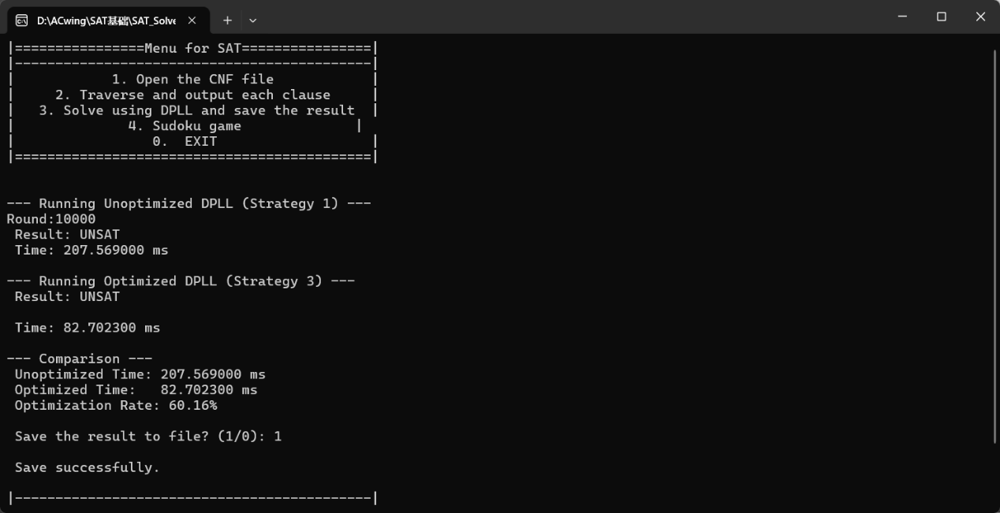 D:\ACwing\SAT基础\SAT_Solve
|================Menu for SAT================|
|--------------------------------------------|
|            1. Open the CNF file            |
|     2. Traverse and output each clause     |
|   3. Solve using DPLL and save the result  |
|              4. Sudoku game              |
|                 0.  EXIT                   |
|============================================|
--- Running Unoptimized DPLL (Strategy 1) ---
Round:10000
Result: UNSAT
Time: 207.569000 ms
--- Running Optimized DPLL (Strategy 3) ---
Result: UNSAT
Time: 82.702300 ms
--- Comparison ---
Unoptimized Time: 207.569000 ms
Optimized Time:   82.702300 ms
Optimization Rate: 60.16%
Save the result to file? (1/0): 1
Save successfully.
|--------------------------------------------|